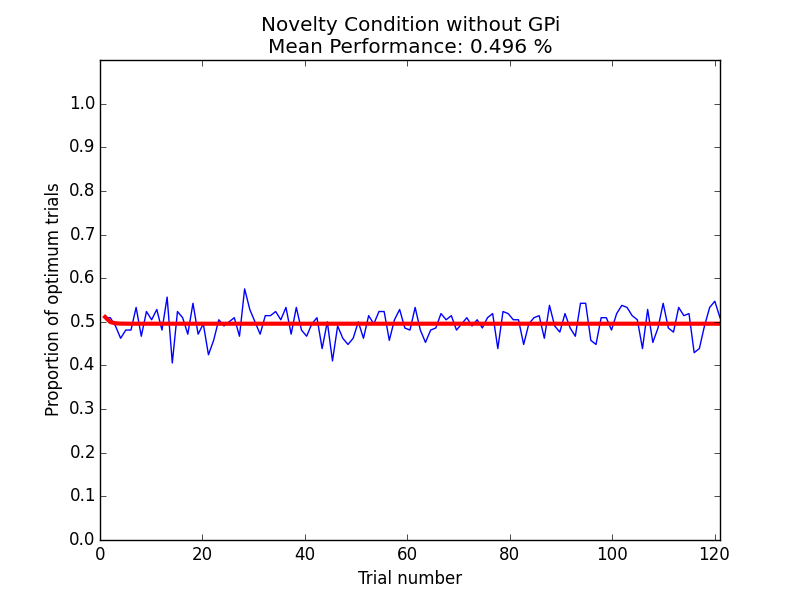 Novelty Condition without GPi
Mean Performance: 0.496 %
1.0
0.9
0.8
0.7
0.6
0.5
0.4
0.3
0.2
0.1
0.0
Proportion of optimum trials
0 20 40 60 80 100 120
Trial number